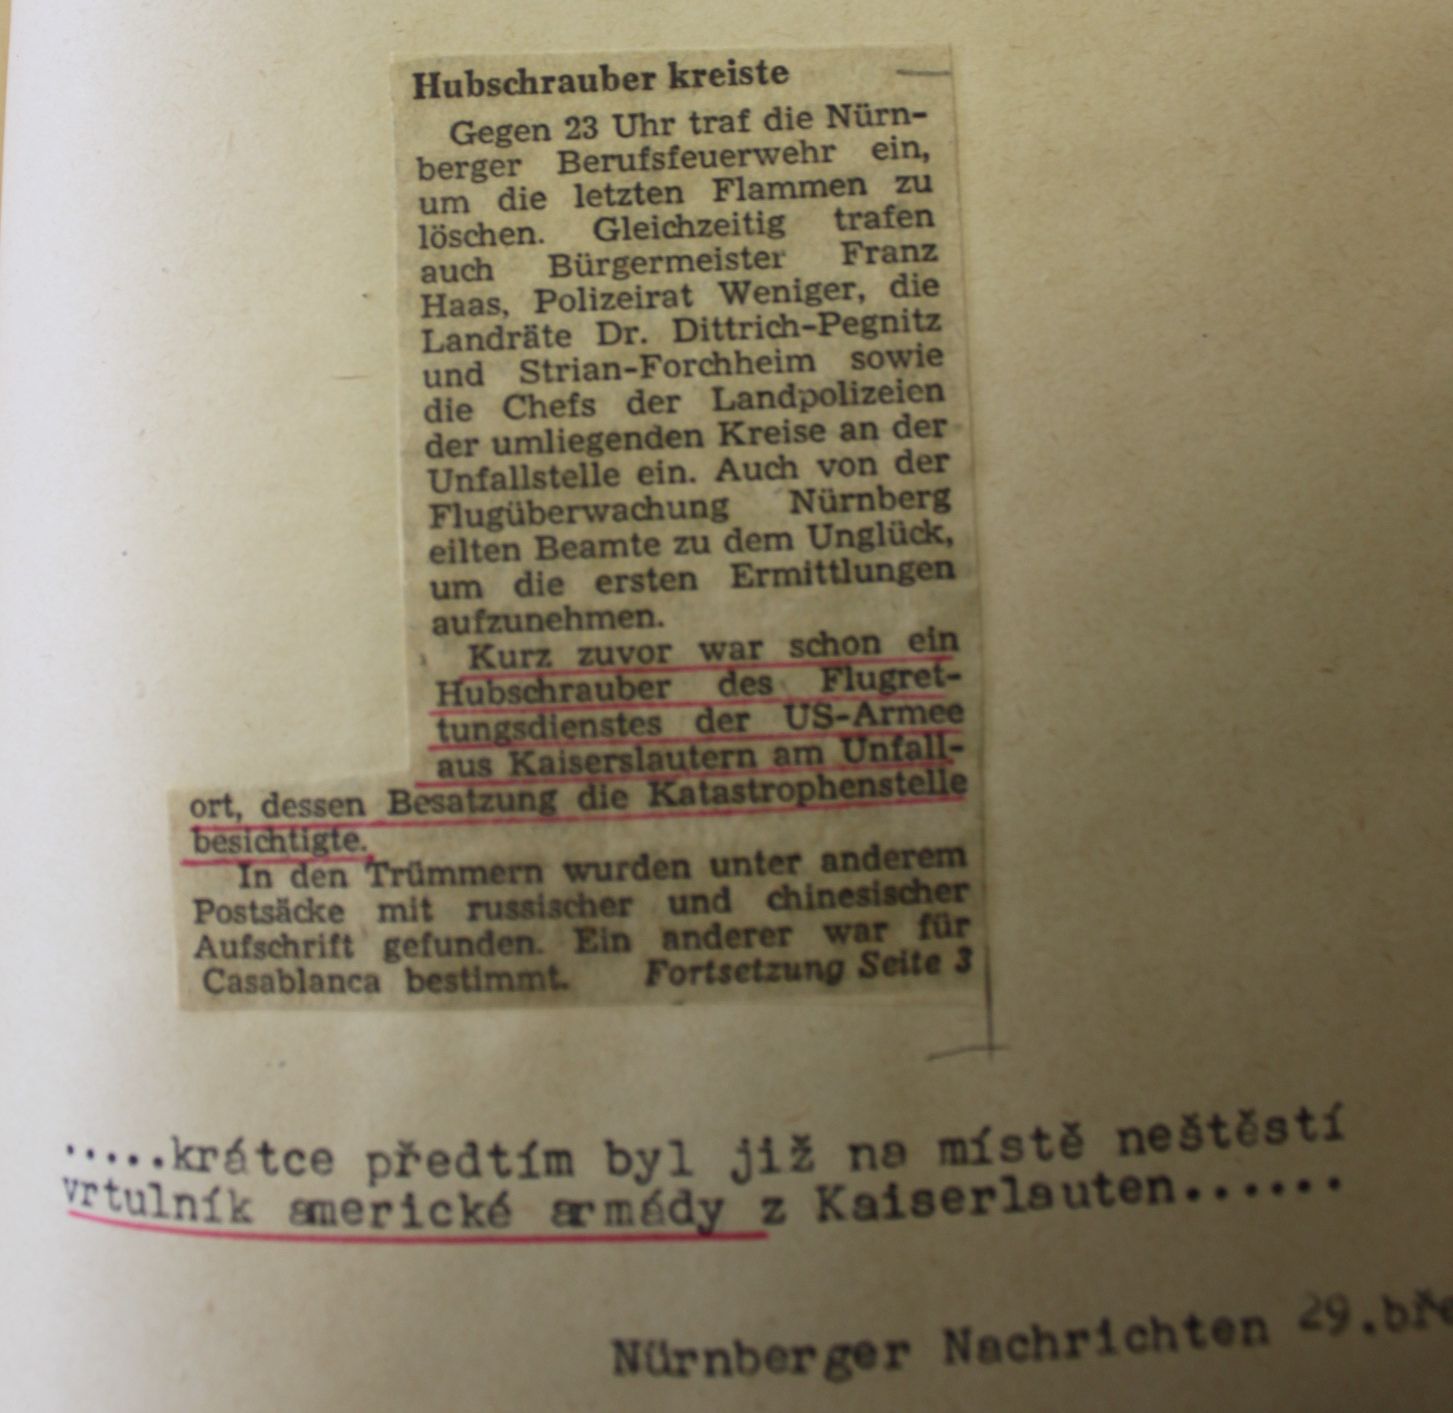 Hubschrauber kreiste
Gegen 23 Uhr traf die Nürn-
berger Berufsfeuerwehr ein,
um die letzten Flammen zu
löschen. Gleichzeitig trafen
auch Bürgermeister Franz
Haas, Polizeirat Weniger, die
Landräte Dr. Dittrich-Pegnitz
und Strian-Forchheim sowie
die Chefs der Landpolizeien
der umliegenden Kreise an der
Unfallstelle ein. Auch von der
Flugüberwachung Nürnberg
eilten Beamte zu dem Unglück,
um die ersten Ermittlungen
aufzunehmen.
Kurz zuvor war schon ein
Hubschrauber des Flugret-
tungsdienstes der US-Armee
aus Kaiserslautern am Unfall-
ort, dessen Besatzung die Katastrophenstelle
besichtigte.
In den Trümmern wurden unter anderem
Postsäcke mit russischer und chinesischer
Aufschrift gefunden. Ein anderer war für
Casablanca bestimmt. Fortsetzung Seite 3
.....krátce předtím byl již na místě neštěstí
vrtulník americké armády z Kaiserlauten......
Nürnberger Nachrichten 29.bře